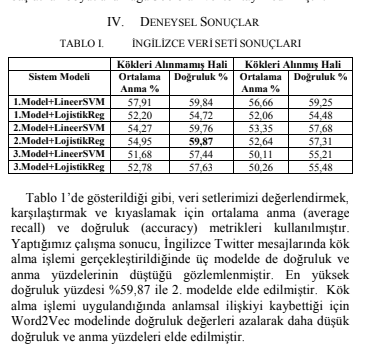 IV. DENEYSEL SONUÇLAR
TABLO I. İNGİLİZCE VERİ SETİ SONUÇLARI
Kökleri Alınmamış Hali Kökleri Alınmış Hali
Sistem Modeli Ortalama Anma % Doğruluk % Ortalama Anma % Doğruluk %
1.Model+LineerSVM 57,91 59,84 56,66 59,25
1.Model+LojistikReg 52,20 54,72 52,06 54,48
2.Model+LineerSVM 54,27 59,76 53,35 57,68
2.Model+LojistikReg 54,95 59,87 52,64 57,31
3.Model+LineerSVM 51,68 57,44 50,11 55,21
3.Model+LojistikReg 52,78 57,63 50,26 55,48
Tablo I’de gösterildiği gibi, veri setlerimizi değerlendirmek,
karşılaştırmak ve kıyaslamak için ortalama anma (average
recall) ve doğruluk (accuracy) metrikleri kullanılmıştır.
Yaptığımız çalışma sonucu, İngilizce Twitter mesajlarında kök
alma işlemi gerçekleştirildiğinde üç modelde de doğruluk ve
anma yüzdelerinin düştüğü gözlemlenmiştir. En yüksek
doğruluk yüzdesi %59,87 ile 2. modelde elde edilmiştir. Kök
alma işlemi uygulandığında anlamsal ilişkiyi kaybettiği için
Word2Vec modelinde doğruluk değerleri azalarak daha düşük
doğruluk ve anma yüzdeleri elde edilmiştir.